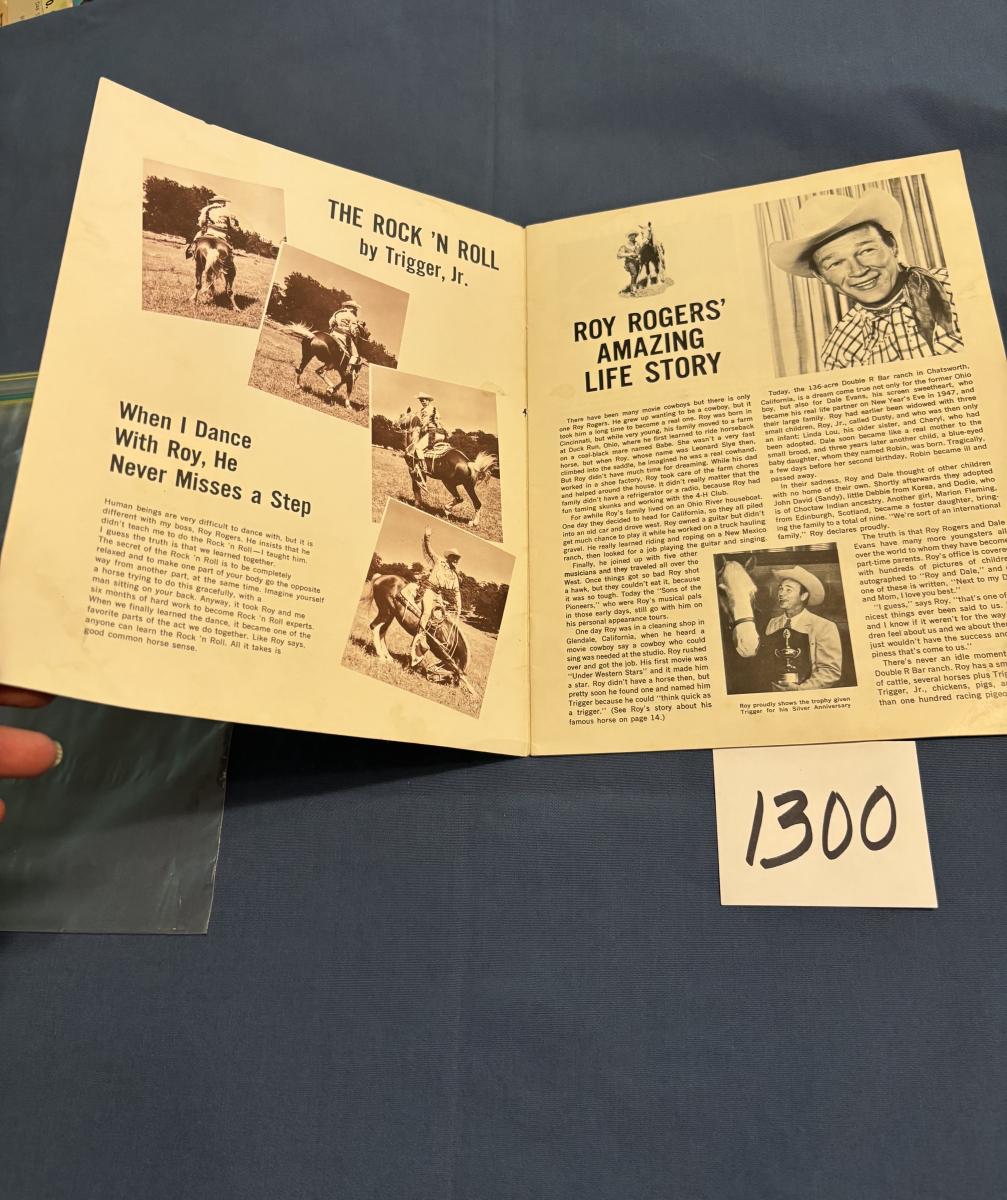 THE ROCK 'N ROLL
by Trigger, Jr.
When I Dance
With Roy, He
Never Misses a Step
Human beings are very difficult to dance with, but it is
different with my boss, Roy Rogers. He insists that he
didn't teach me to do the Rock 'n Roll—I taught him.
I guess the truth is that we learned together.
The secret of the Rock 'n Roll is to be completely
relaxed and to make one part of your body go the opposite
way from another part, at the same time. Imagine yourself
a horse trying to do this gracefully, with a
man sitting on your back. Anyway, it took Roy and me
six months of hard work to become Rock 'n Roll experts.
When we finally learned the dance, it became one of the
favorite parts of the act we do together. Like Roy says,
anyone can learn the Rock 'n Roll. All it takes is
good common horse sense.
ROY ROGERS'
AMAZING
LIFE STORY
There have been many movie cowboys but there is only
one Roy Rogers. He grew up wanting to be a cowboy, but it
took him a long time to become a real one. Roy was born in
Cincinnati, but while very young, his family moved to a farm
at Duck Run, Ohio, where he first learned to ride horseback
on a coal-black mare named Babe. She wasn't a very fast
horse, but when Roy, whose name was Leonard Slye then,
climbed into the saddle, he imagined he was a real cowhand.
But Roy didn't have much time for dreaming. While his dad
worked in a shoe factory, Roy took care of the farm chores
and helped around the house. It didn't really matter that the
family didn't have a refrigerator or a radio, because Roy had
fun taming skunks and working with the 4-H Club.
For awhile Roy's family lived on an Ohio River houseboat.
One day they decided to head for California, so they all piled
into an old car and drove west. Roy owned a guitar but didn't
get much chance to play it while he worked on a truck hauling
gravel. He really learned riding and roping on a New Mexico
ranch, then looked for a job playing the guitar and singing.
Finally, he joined up with five other
musicians and they traveled all over the
West. Once things got so bad Roy shot
a hawk, but they couldn't eat it, because
it was so tough. Today the "Sons of the
Pioneers," who were Roy's musical pals
in those early days, still go with him on
his personal appearance tours.
One day Roy was in a cleaning shop in
Glendale, California, when he heard a
movie cowboy say a cowboy who could
sing was needed at the studio. Roy rushed
over and got the job. His first movie was
"Under Western Stars" and it made him
a star. Roy didn't have a horse then, but
pretty soon he found one and named him
Trigger because he could "think quick as
a trigger." (See Roy's story about his
famous horse on page 14.)
Today, the 136-acre Double R Bar ranch in Chatsworth,
California, is a dream come true not only for the former Ohio
boy, but also for Dale Evans, his screen sweetheart, who
became his real life partner on New Year's Eve in 1947, and
their large family. Roy had earlier been widowed with three
small children, Roy, Jr., called Dusty, and who was then only
an infant; Linda Lou, his older sister, and Cheryl, who had
been adopted. Dale soon became like a real mother to the
small brood, and three years later another child, a blue-eyed
baby daughter, whom they named Robin, was born. Tragically,
a few days before her second birthday, Robin became ill and
passed away.
In their sadness, Roy and Dale thought of other children
with no home of their own. Shortly afterwards they adopted
John David (Sandy), little Debbie from Korea, and Dodie, who
is of Choctaw Indian ancestry. Another girl, Marion Fleming,
from Edinburgh, Scotland, became a foster daughter, bring-
ing the family to a total of nine. "We're sort of an international
family," Roy declares proudly.
The truth is that Roy Rogers and Dale
Evans have many more youngsters all
over the world to whom they have become
part-time parents. Roy's office is covere
with hundreds of pictures of childre
autographed to "Roy and Dale," and
one of these is written, "Next to my D
and Mom, I love you best."
"I guess," says Roy, "that's one of
nicest things ever been said to us.
and I know if it weren't for the way
dren feel about us and we about them
just wouldn't have the success and
piness that's come to us."
There's never an idle moment
Double R Bar ranch. Roy has a sm
of cattle, several horses plus Trig
Trigger, Jr., chickens, pigs, a
than one hundred racing pigeo
Roy proudly shows the trophy given
Trigger for his Silver Anniversary
1300